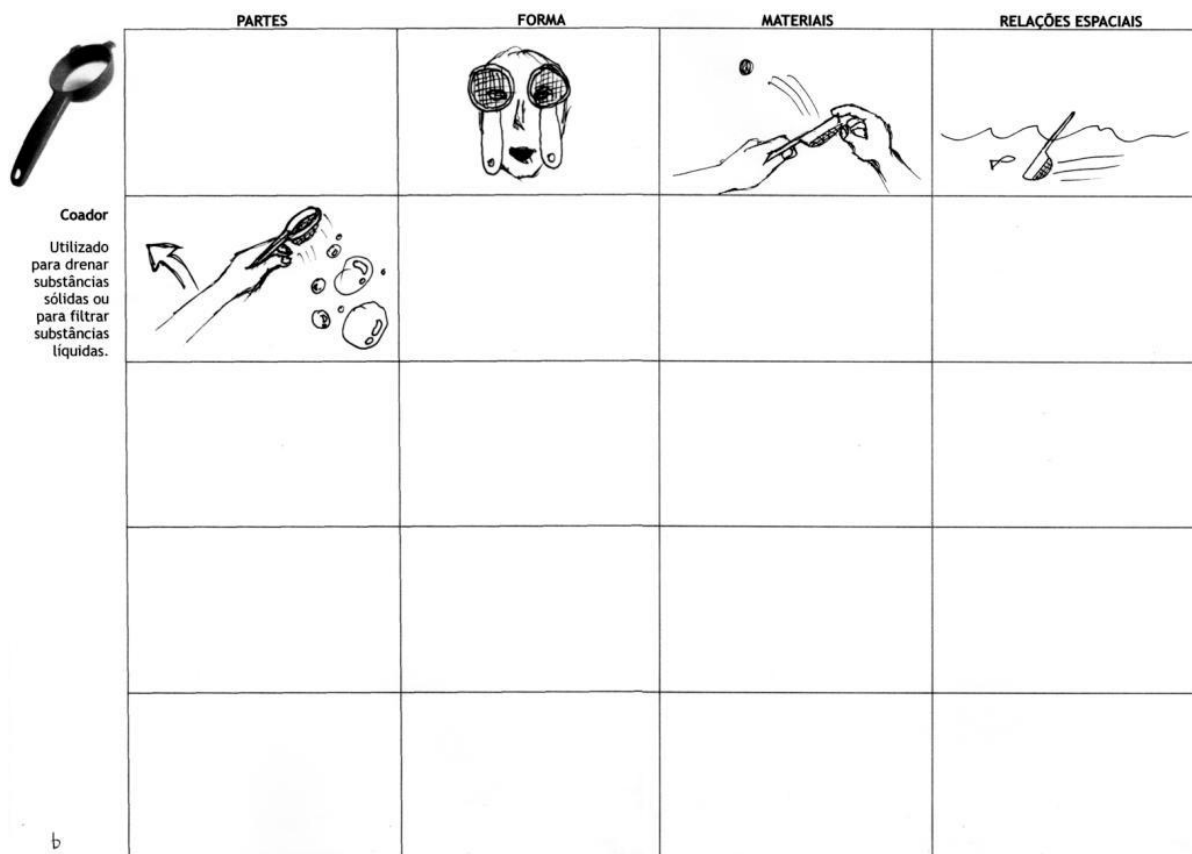 PARTES FORMA MATERIAIS RELAÇÕES ESPACIAIS
Coador
Utilizado
para drenar
substâncias
sólidas ou
para filtrar
substâncias
líquidas.
b